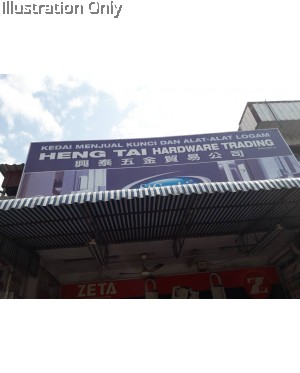 Illustration Only
KEDAI MENJUAL KUNCI DAN ALAT-ALAT LOGAM
HENG TAI HARDWARE TRADING
興泰五金貿易公司
ZETA
Z